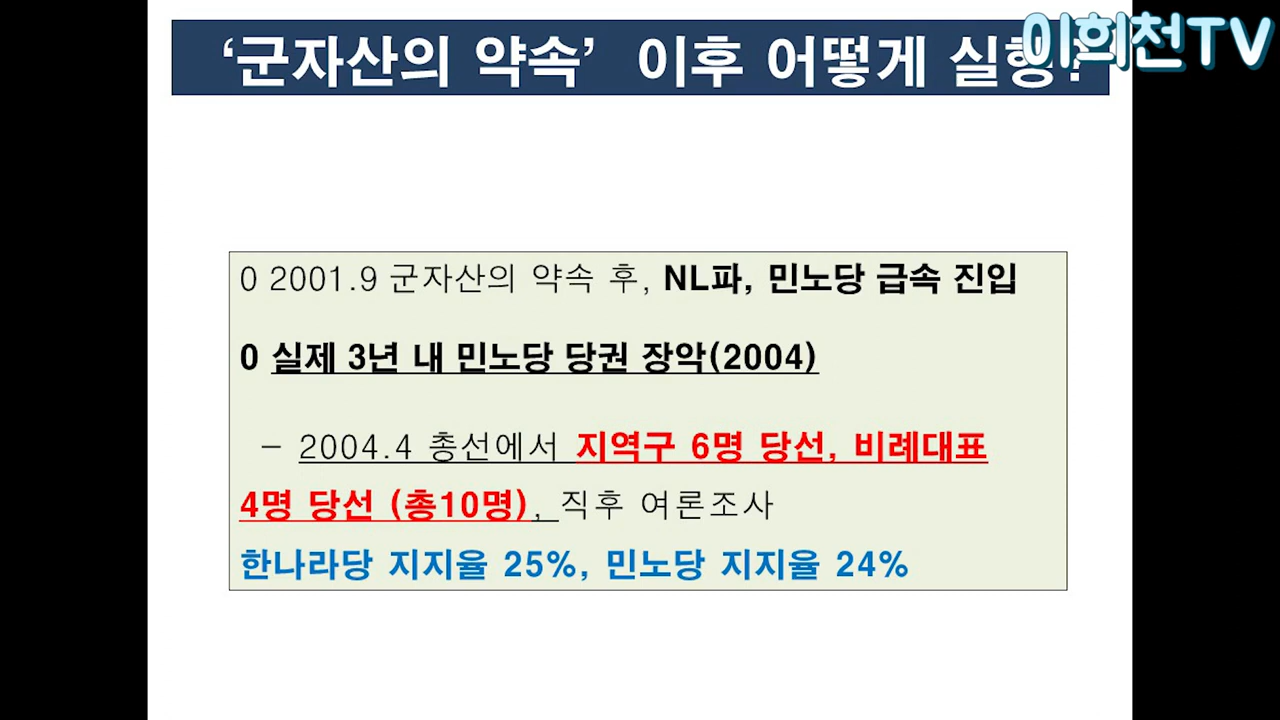 ‘군자산의 약속’ 이후 어떻게 실행?
이희천TV
0 2001.9 군자산의 약속 후, NL파, 민노당 급속 진입
0 실제 3년 내 민노당 당권 장악(2004)
– 2004.4 총선에서 지역구 6명 당선, 비례대표
4명 당선 (총10명), 직후 여론조사
한나라당 지지율 25%, 민노당 지지율 24%